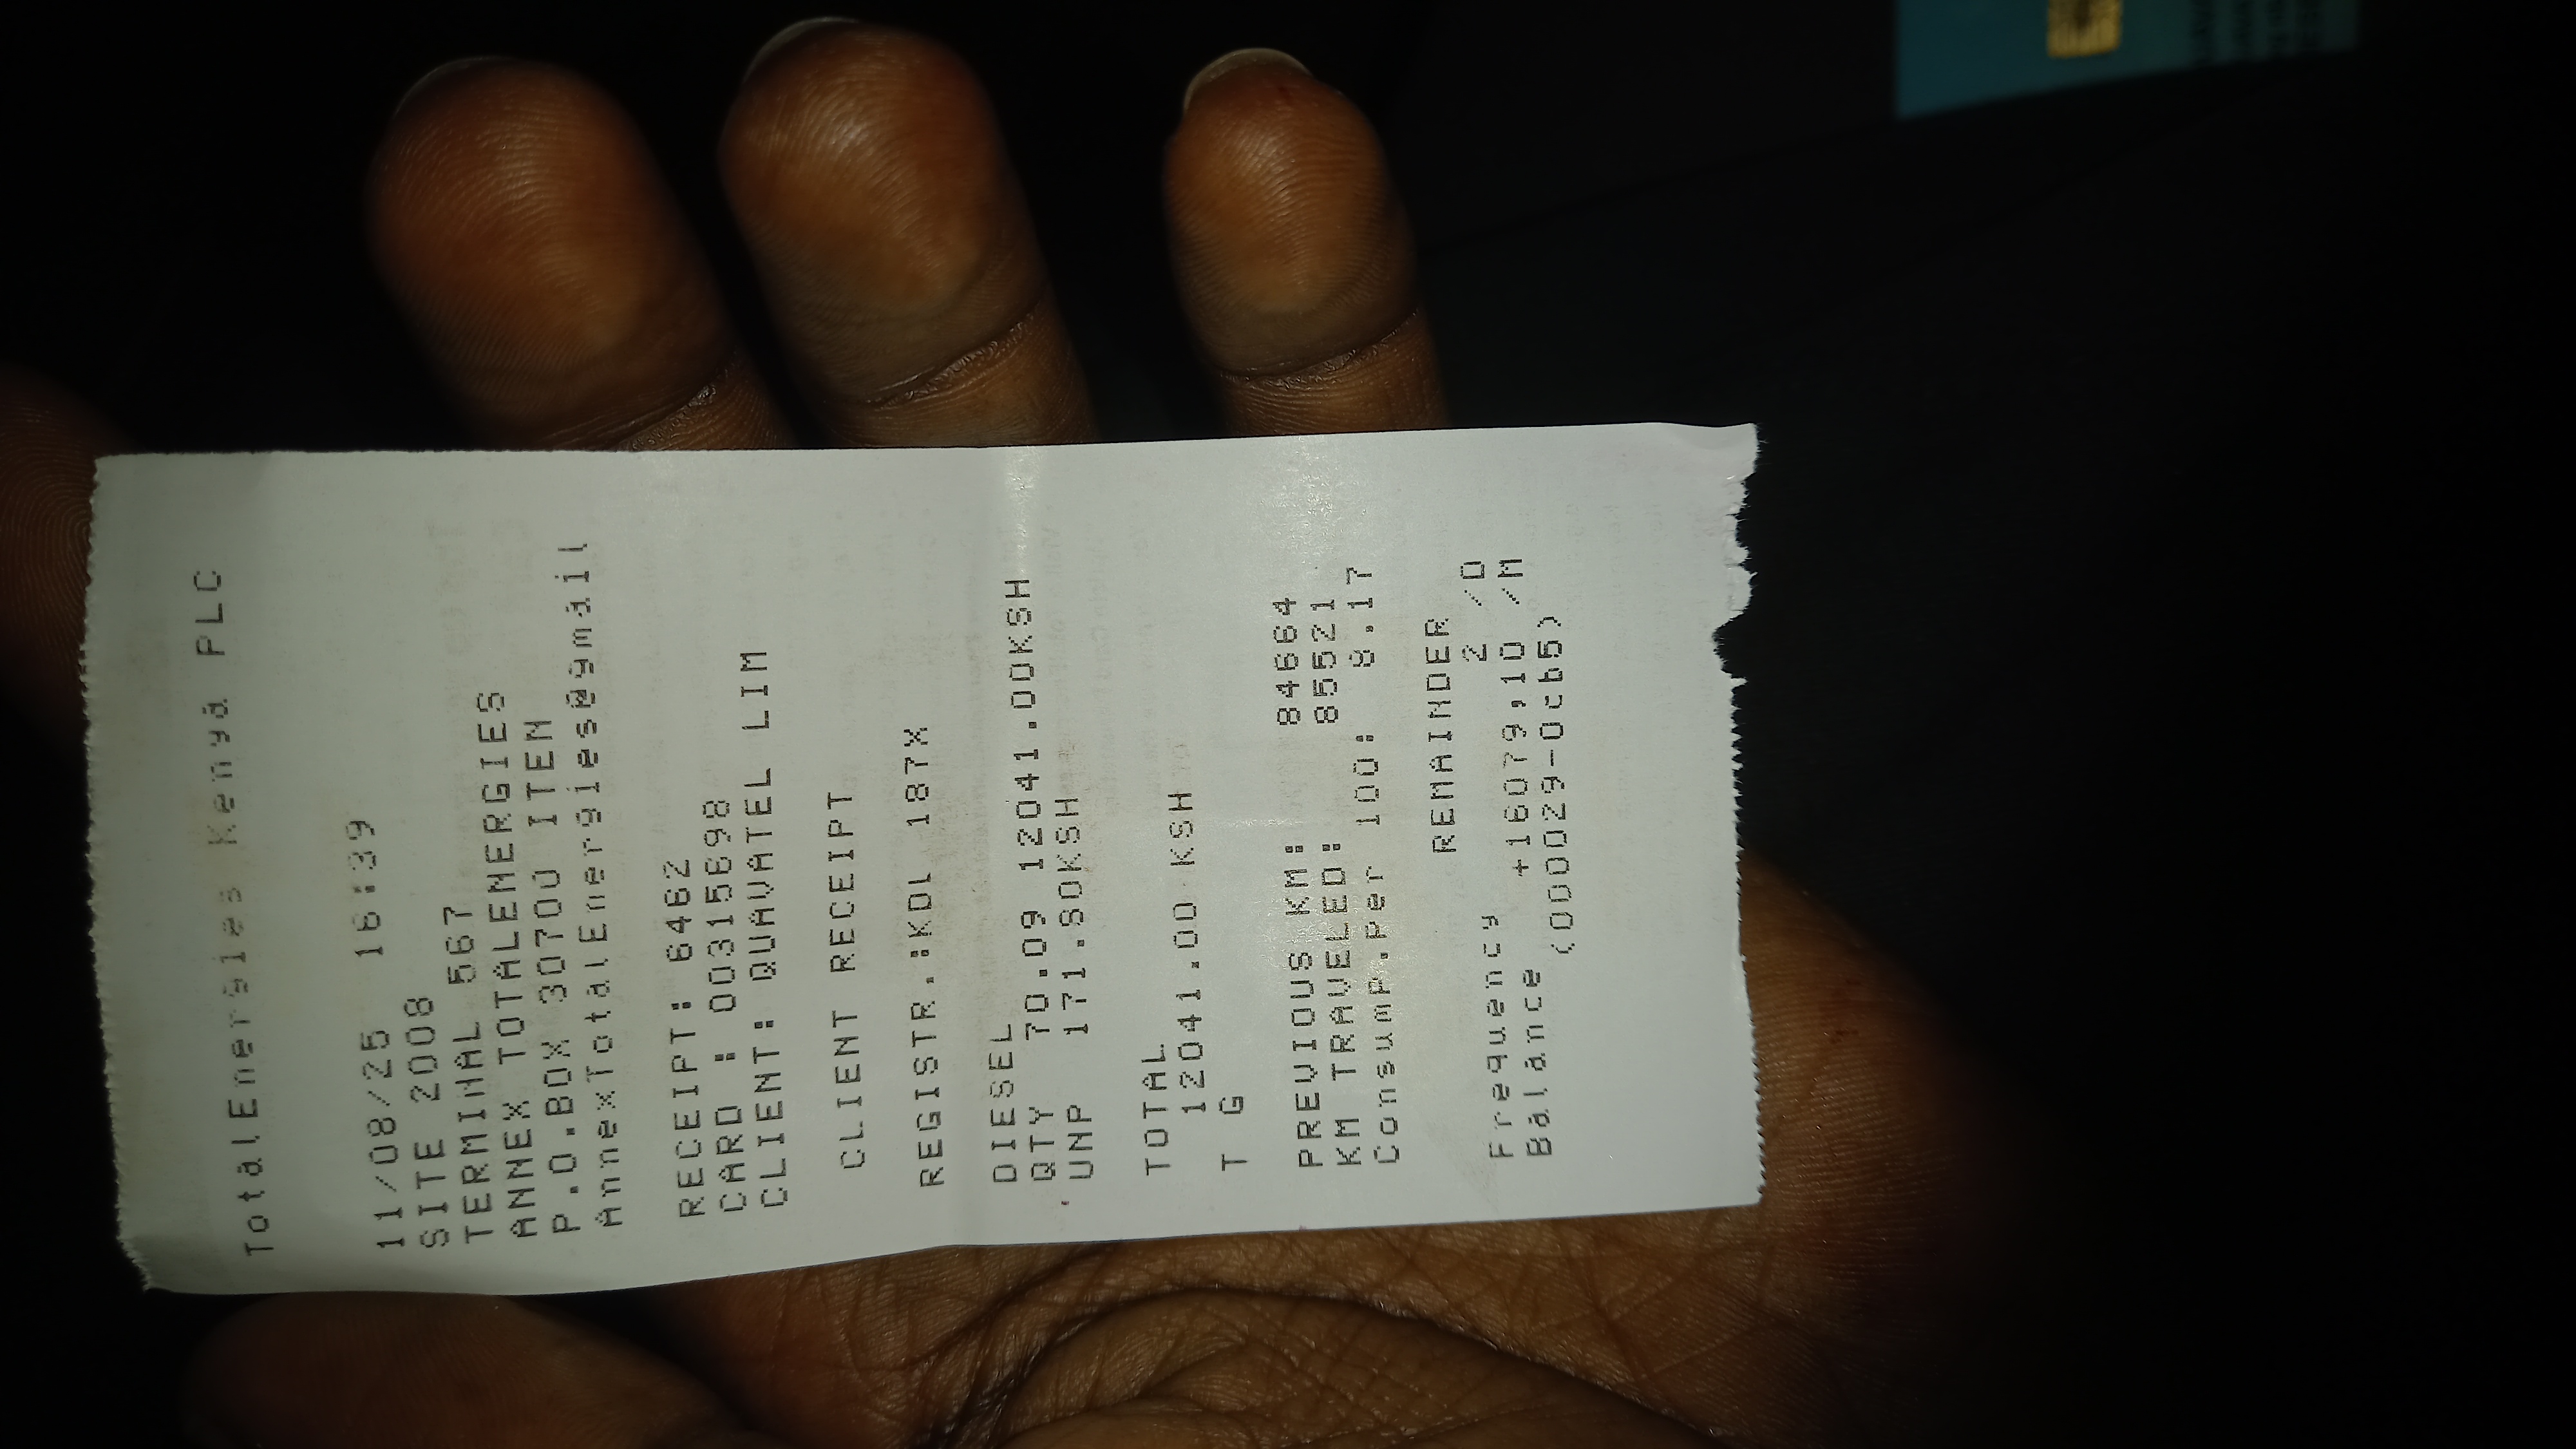 TotalEnergies Kenya PLC
11/08/25 16:39
SITE 2008
TERMINAL 567
ANNEX TOTALENERGIES
P.O.BOX 30700 ITEN
AnnexTotalEnergies@gmail
RECEIPT: 6462
CARD : 00315698
CLIENT: QUAVATEL LIM
CLIENT RECEIPT
REGISTR.:KDL 187X
DIESEL
QTY 70.09 12041.00KSH
UNP 171.80KSH
TOTAL
12041.00 KSH
T G
PREVIOUS KM: 84664
KM TRAVELED: 85521
Consump.Per 100: 8.17
REMAINDER
Frequency 2 /D
Balance +16079,10 /M
(000029-0cb5)